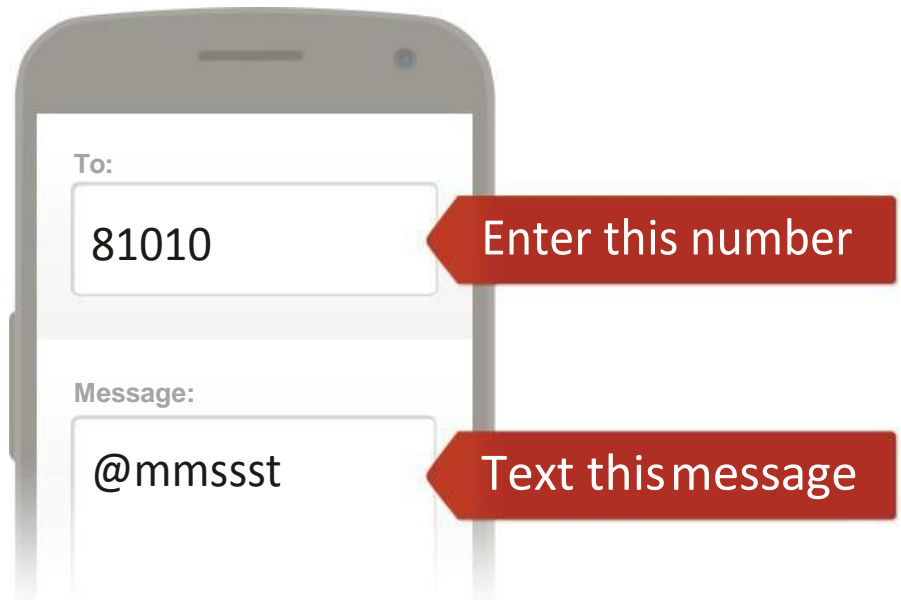 To:
81010
Enter this number
Message:
@mmssst
Text this message